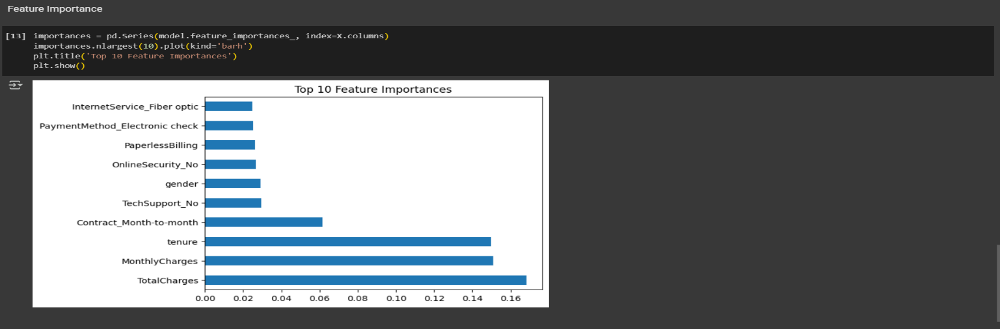 Feature Importance
[13] importances = pd.Series(model.feature_importances_, index=X.columns)
importances.nlargest(10).plot(kind='barh')
plt.title('Top 10 Feature Importances')
plt.show()
Top 10 Feature Importances
InternetService_Fiber optic
PaymentMethod_Electronic check
PaperlessBilling
OnlineSecurity_No
gender
TechSupport_No
Contract_Month-to-month
tenure
MonthlyCharges
TotalCharges
0.00 0.02 0.04 0.06 0.08 0.10 0.12 0.14 0.16